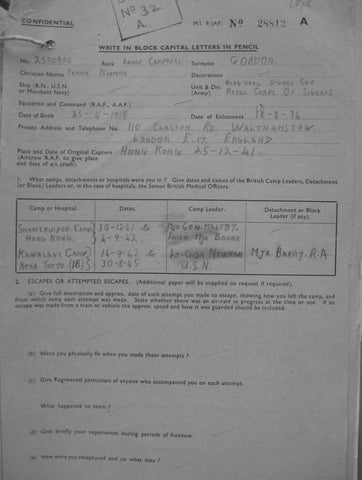 CONFIDENTIAL
No 32
A.
M.I. 9/JAP/ No 28812 A
WRITE IN BLOCK CAPITAL LETTERS IN PENCIL
No. 2570900 Rank LANCE CORPORAL Surname GORDON
Christian Names FRANK NORMAN Decorations
Ship (R.N., U.S.N. or Merchant Navy)
Unit & Div. (Army) HONG KONG SIGNAL COY
ROYAL CORPS OF SIGNALS
Squadron and Command (R.A.F., A.A.F.)
Date of Birth 25-4-1918 Date of Enlistment 18-8-36
Private Address and Telephone No. 110 CLACTON RD. WALTHAMSTOW
LONDON E.17 ENGLAND
Place and Date of Original Capture HONG KONG 25-12-41.
(Aircrew R.A.F. to give place
and date of a/c crash).
1. What camps, detachments or hospitals were you in? Give dates and names of the British Camp Leaders, Detachment
(or Block) Leaders or, in the case of hospitals, the Senior British Medical Officers.
Camp or Hospital. Dates. Camp Leader. Detachment or Block Leader (if any).
SHAMSHUIPOO. CAMP 30-12-41 to MJR GEN. MALTBY.
HONG KONG. 4-9-42 MJR BOONE.
KAWASAKI CAMP 14-9-42 to NEWMAN MJR BARRY. R.A.
NEAR TOKYO. (1B) 30-8-45 U.S.N.
2. ESCAPES OR ATTEMPTED ESCAPES. (Additional paper will be supplied on request if required).
(a) Give full description and approx. date of each attempt you made to escape, showing how you left the camp, and
from which camp each attempt was made. State whether there was an air-raid in progress at the time or not. If an
escape was made from a train or vehicle the approx. speed and how it was guarded should be included.
(b) Were you physically fit when you made these attempts?
(c) Give Regimental particulars of anyone who accompanied you on each attempt.
What happened to them?
(d) Give briefly your experiences during periods of freedom.
(e) How were you recaptured and on what date?